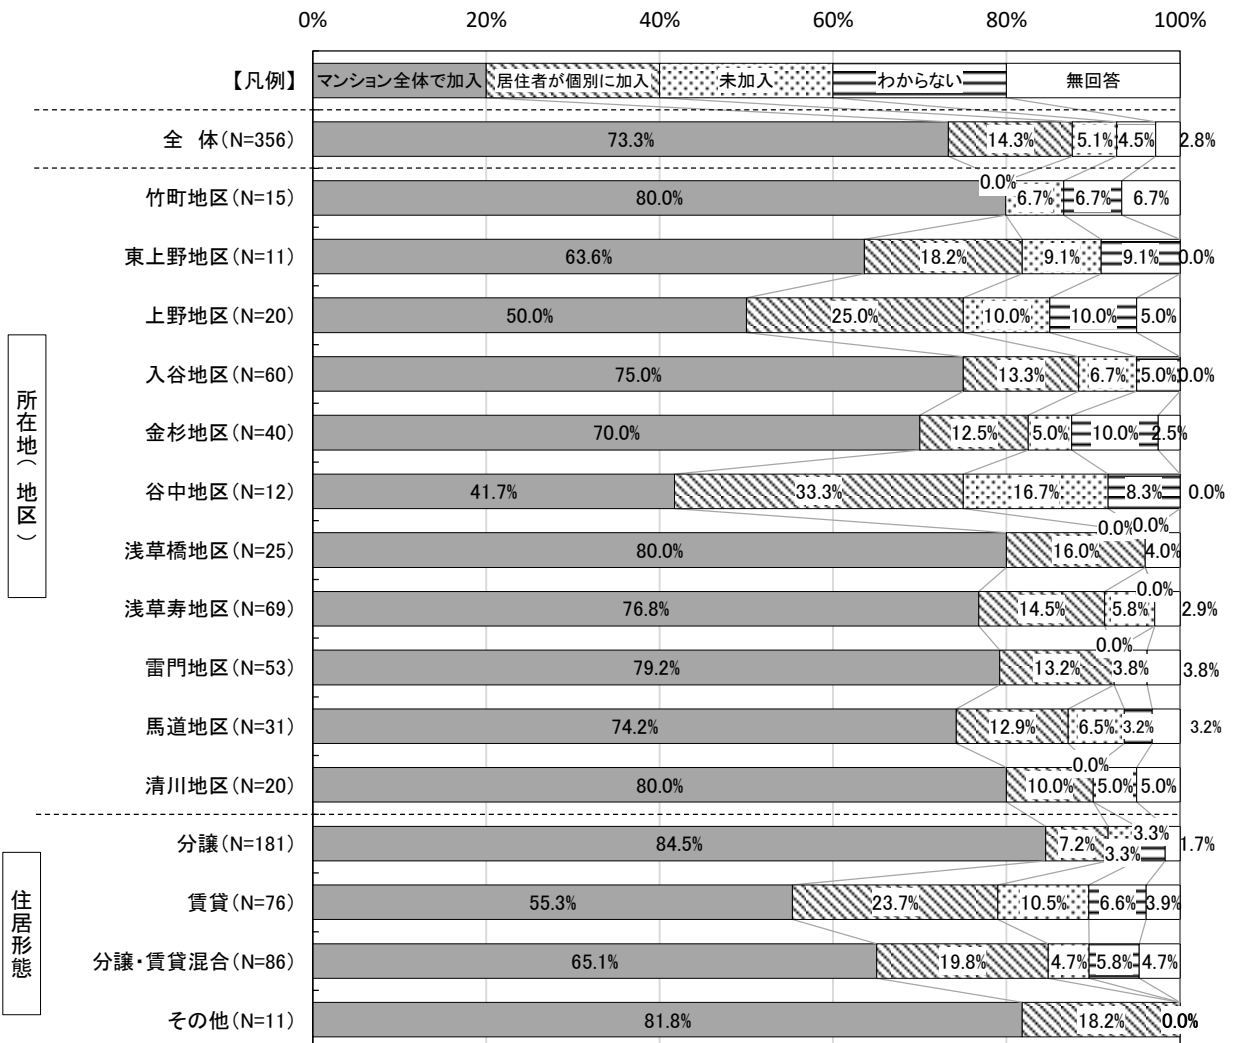 0% 20% 40% 60% 80% 100%
【凡例】 マンション全体で加入 居住者が個別に加入 未加入 わからない 無回答
全 体(N=356) 73.3% 14.3% 5.1% 4.5% 2.8%
竹町地区(N=15) 80.0% 0.0% 6.7% 6.7% 6.7%
東上野地区(N=11) 63.6% 18.2% 9.1% 9.1% 0.0%
上野地区(N=20) 50.0% 25.0% 10.0% 10.0% 5.0%
入谷地区(N=60) 75.0% 13.3% 6.7% 5.0% 0.0%
金杉地区(N=40) 70.0% 12.5% 5.0% 10.0% 2.5%
谷中地区(N=12) 41.7% 33.3% 16.7% 8.3% 0.0%
浅草橋地区(N=25) 80.0% 16.0% 0.0% 0.0% 4.0%
浅草寿地区(N=69) 76.8% 14.5% 5.8% 0.0% 2.9%
雷門地区(N=53) 79.2% 13.2% 0.0% 3.8% 3.8%
馬道地区(N=31) 74.2% 12.9% 6.5% 3.2% 3.2%
清川地区(N=20) 80.0% 10.0% 0.0% 5.0% 5.0%
分譲(N=181) 84.5% 7.2% 3.3% 3.3% 1.7%
賃貸(N=76) 55.3% 23.7% 10.5% 6.6% 3.9%
分譲・賃貸混合(N=86) 65.1% 19.8% 4.7% 5.8% 4.7%
その他(N=11) 81.8% 18.2% 0.0%
所在地(地区)
住居形態